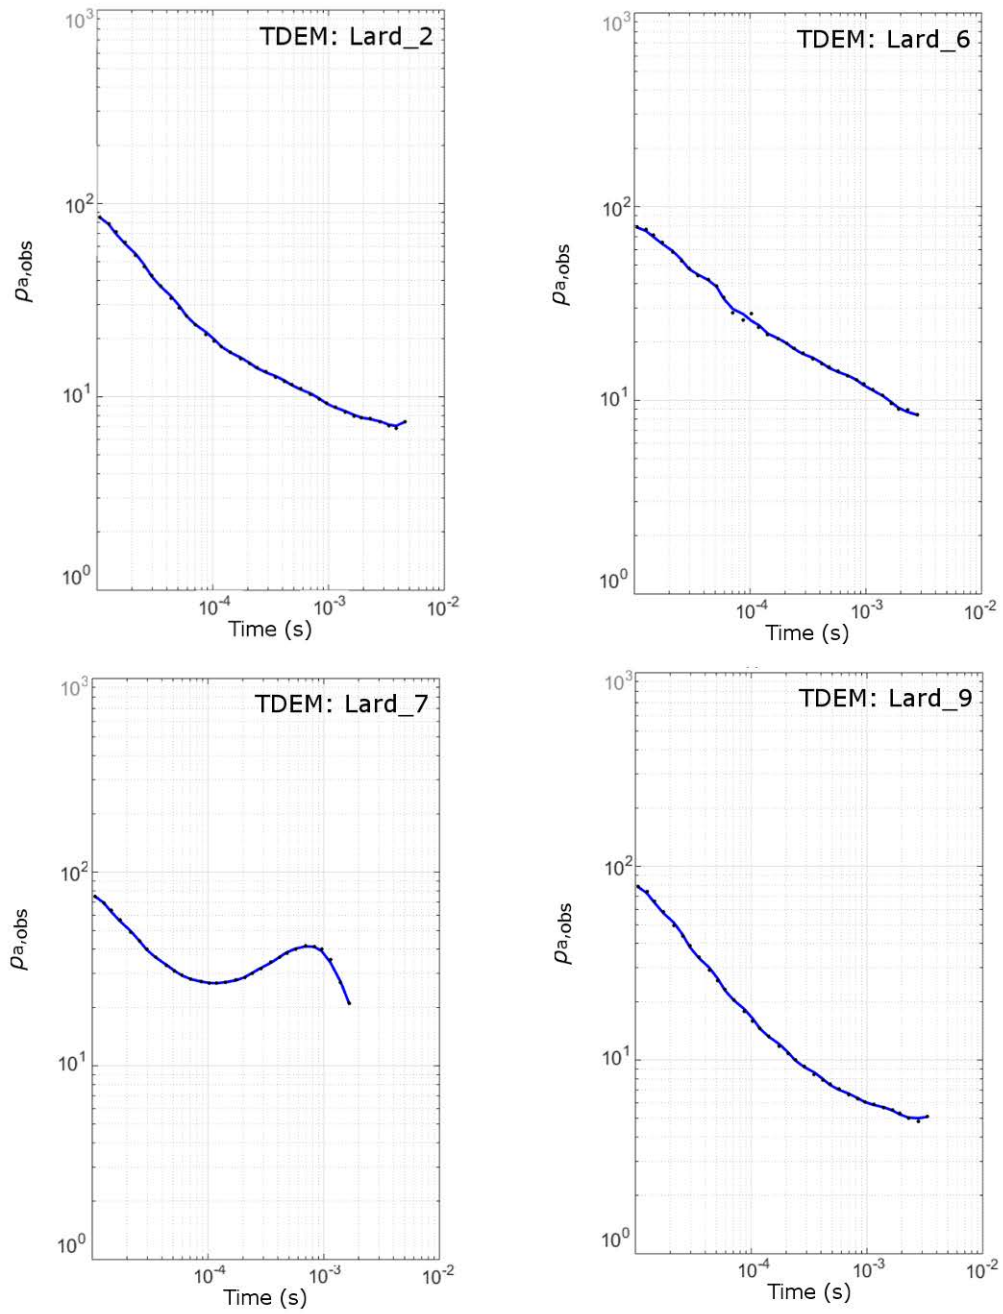 TDEM: Lard_2
10³
10²
10¹
10⁰
ρa,obs
10⁻⁴ 10⁻³ 10⁻²
Time (s)
TDEM: Lard_6
10³
10²
10¹
10⁰
ρa,obs
10⁻⁴ 10⁻³ 10⁻²
Time (s)
TDEM: Lard_7
10³
10²
10¹
10⁰
ρa,obs
10⁻⁴ 10⁻³ 10⁻²
Time (s)
TDEM: Lard_9
10³
10²
10¹
10⁰
ρa,obs
10⁻⁴ 10⁻³ 10⁻²
Time (s)